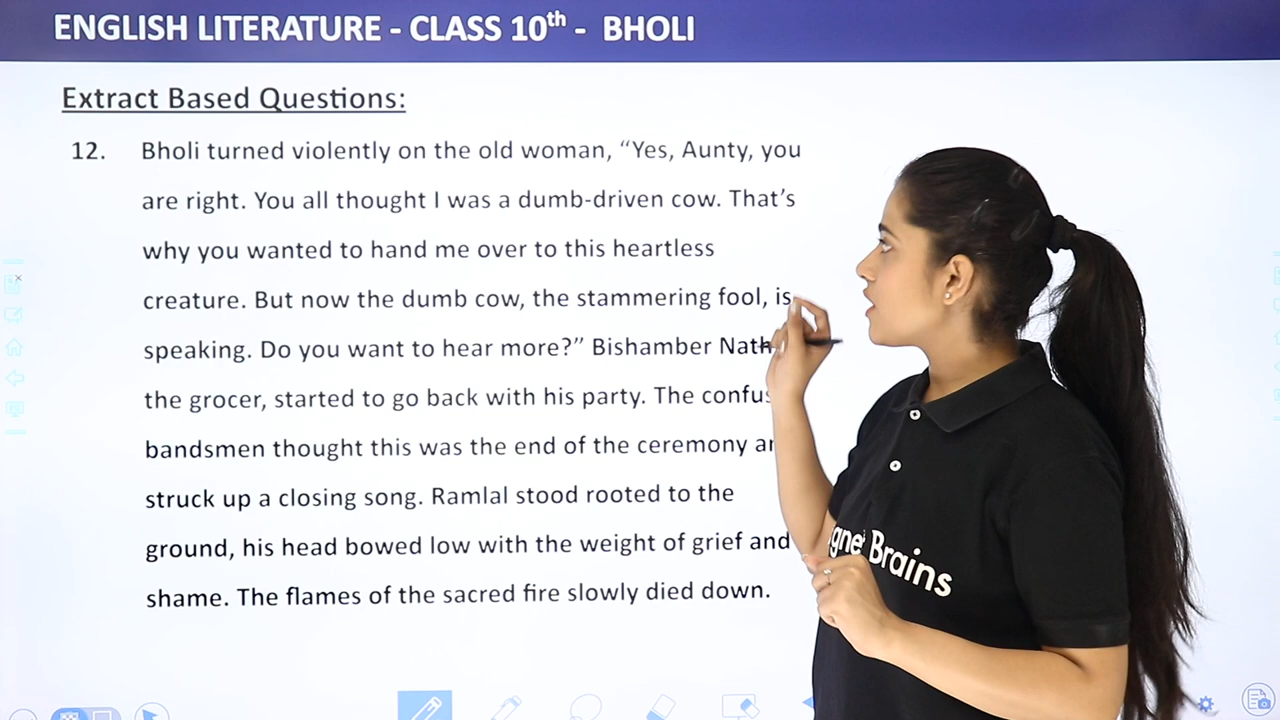 ENGLISH LITERATURE - CLASS 10th - BHOLI
Extract Based Questions:
12. Bholi turned violently on the old woman, “Yes, Aunty, you
are right. You all thought I was a dumb-driven cow. That’s
why you wanted to hand me over to this heartless
creature. But now the dumb cow, the stammering fool, is
speaking. Do you want to hear more?” Bishamber Nath
the grocer, started to go back with his party. The
bandsmen thought this was the end of the ceremony
struck up a closing song. Ramlal stood rooted to the
ground, his head bowed low with the weight of grief and
shame. The flames of the sacred fire slowly died down.
Brains